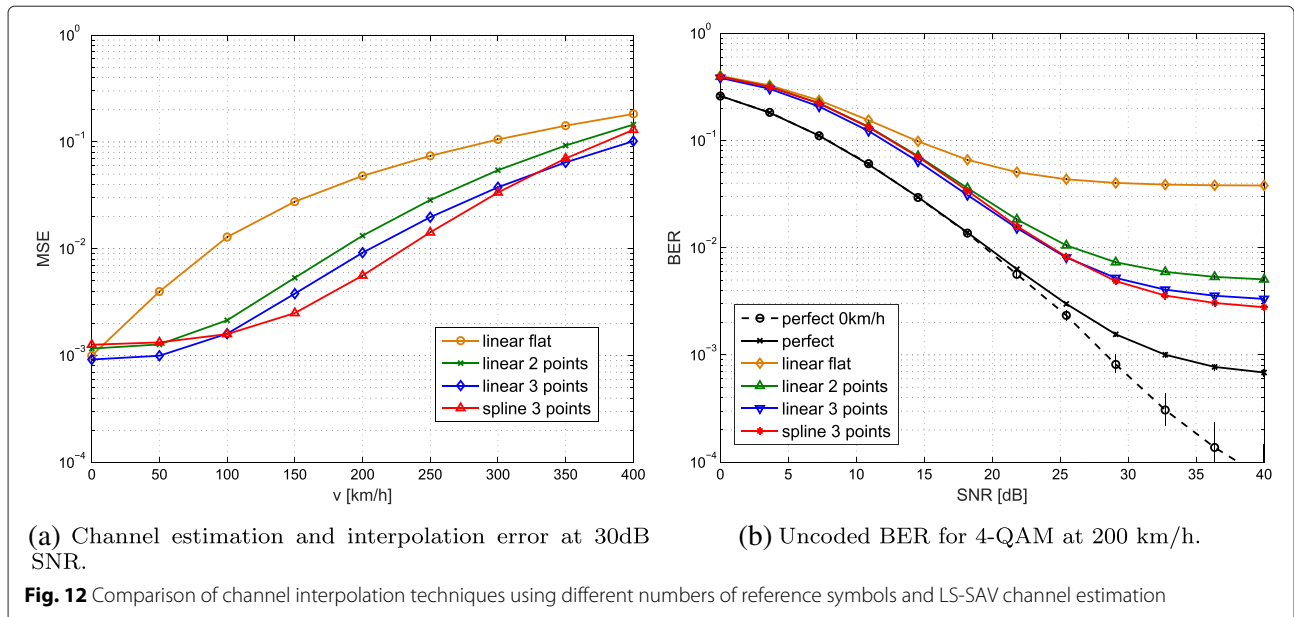 10⁰
10⁻¹
10⁻²
10⁻³
10⁻⁴
MSE
0 50 100 150 200 250 300 350 400
v [km/h]
linear flat
linear 2 points
linear 3 points
spline 3 points
(a) Channel estimation and interpolation error at 30dB
SNR.
10⁰
10⁻¹
10⁻²
10⁻³
10⁻⁴
BER
0 5 10 15 20 25 30 35 40
SNR [dB]
perfect 0km/h
perfect
linear flat
linear 2 points
linear 3 points
spline 3 points
(b) Uncoded BER for 4-QAM at 200 km/h.
Fig. 12 Comparison of channel interpolation techniques using different numbers of reference symbols and LS-SAV channel estimation